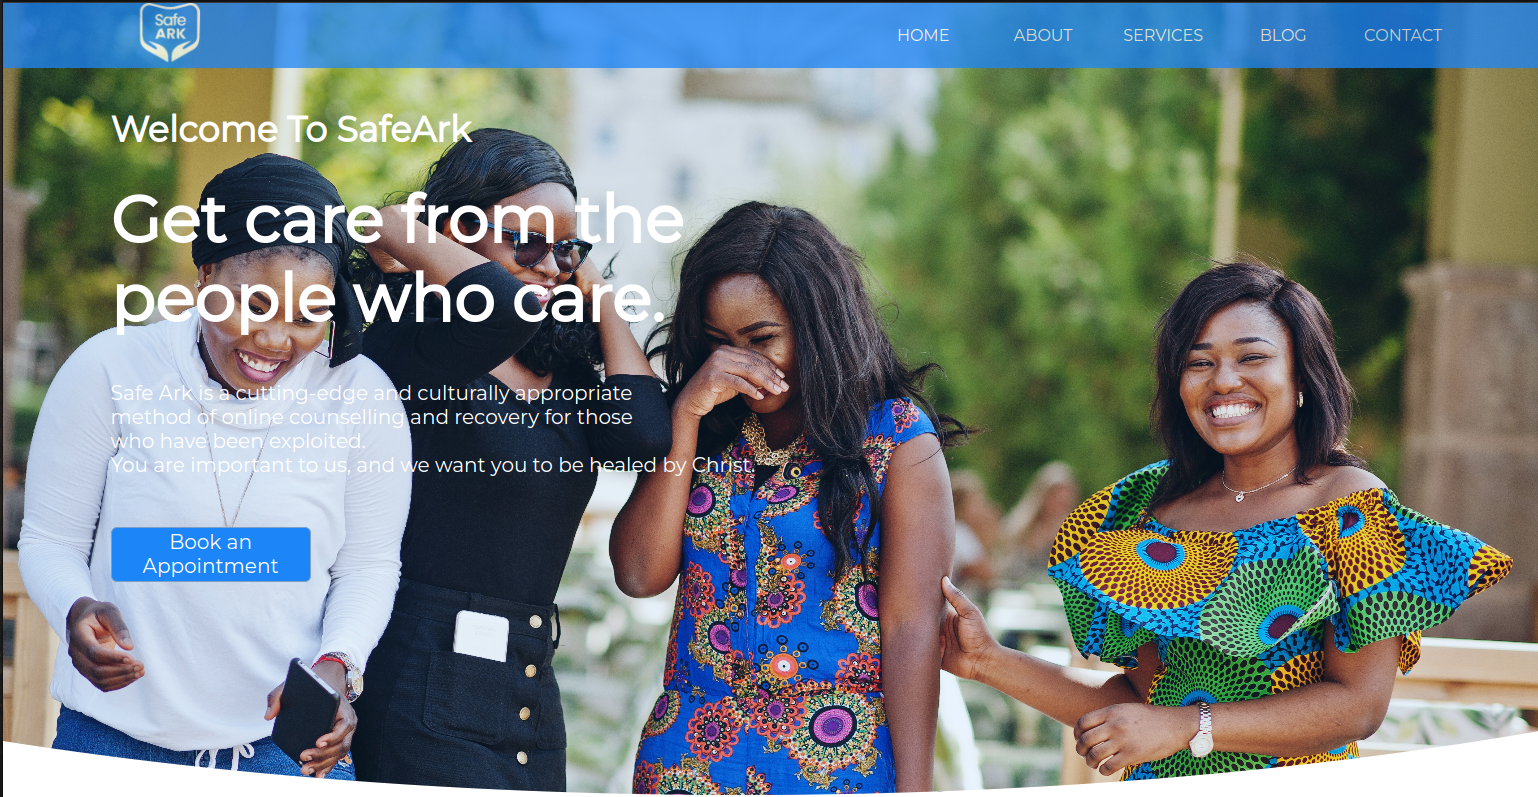 Safe
ARK
HOME ABOUT SERVICES BLOG CONTACT
Welcome To SafeArk
Get care from the
people who care.
Safe Ark is a cutting-edge and culturally appropriate
method of online counselling and recovery for those
who have been exploited.
You are important to us, and we want you to be healed by Christ.
Book an
Appointment